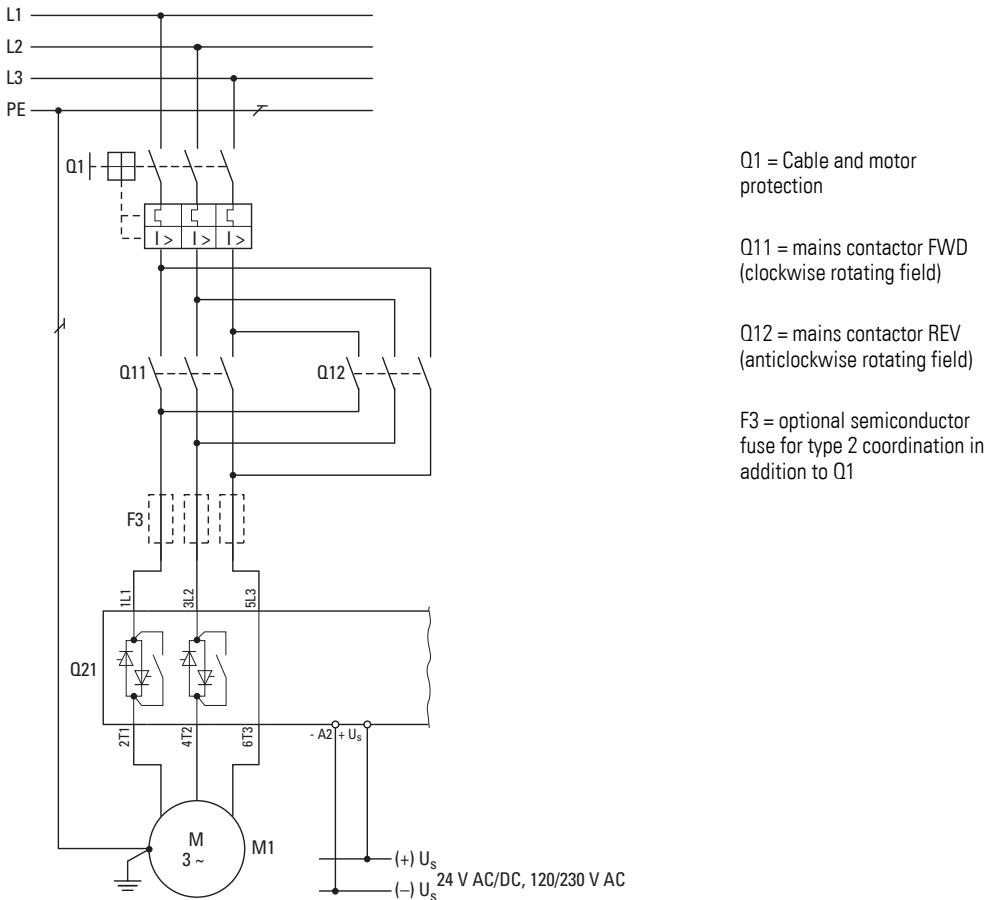 L1
L2
L3
PE
Q1
I >
I >
I >
Q11
Q12
F3
1L1
3L2
5L3
Q21
2T1
4T2
6T3
- A2
+ Us
M
3 ~
M1
(+) Us
24 V AC/DC, 120/230 V AC
(–) Us
Q1 = Cable and motor
protection
Q11 = mains contactor FWD
(clockwise rotating field)
Q12 = mains contactor REV
(anticlockwise rotating field)
F3 = optional semiconductor
fuse for type 2 coordination in
addition to Q1